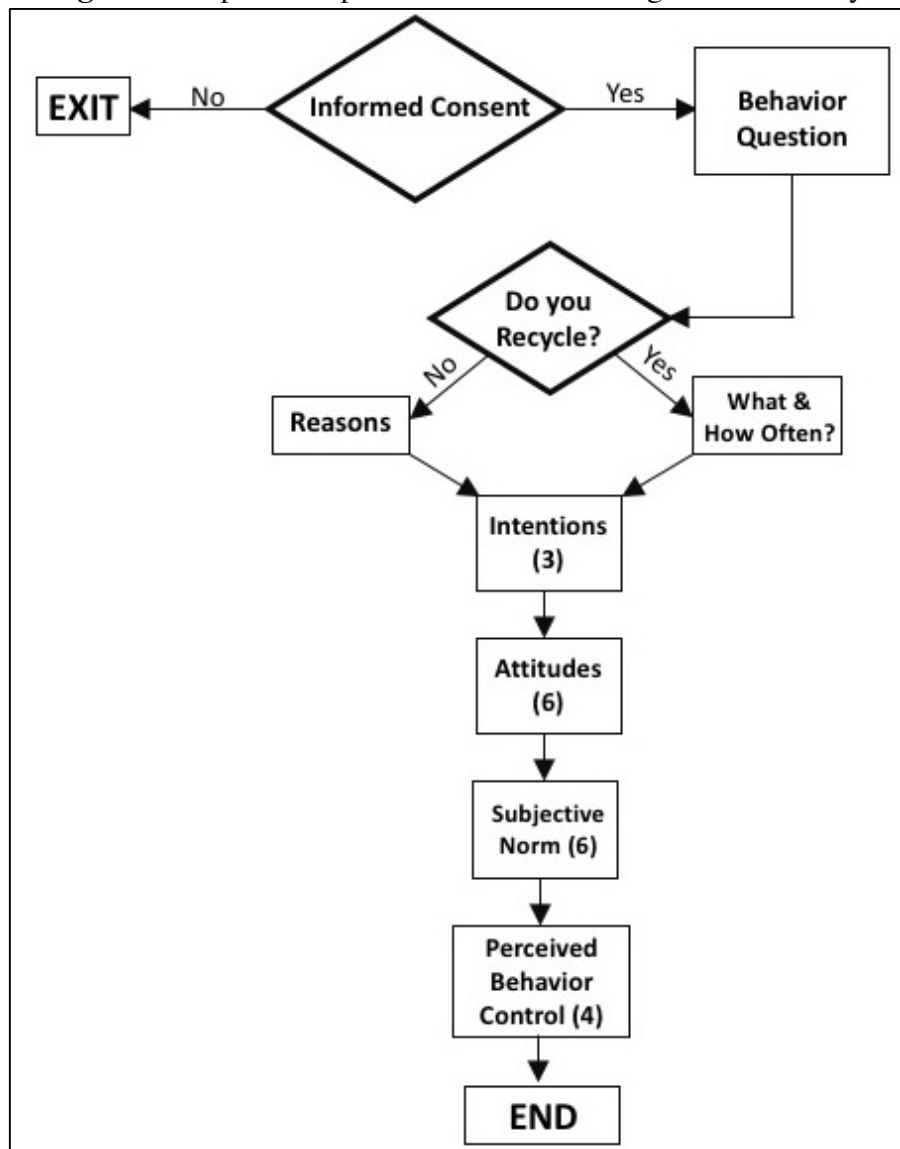 EXIT
No
Informed Consent
Yes
Behavior
Question
Do you
Recycle?
No
Yes
Reasons
What &
How Often?
Intentions
(3)
Attitudes
(6)
Subjective
Norm (6)
Perceived
Behavior
Control (4)
END